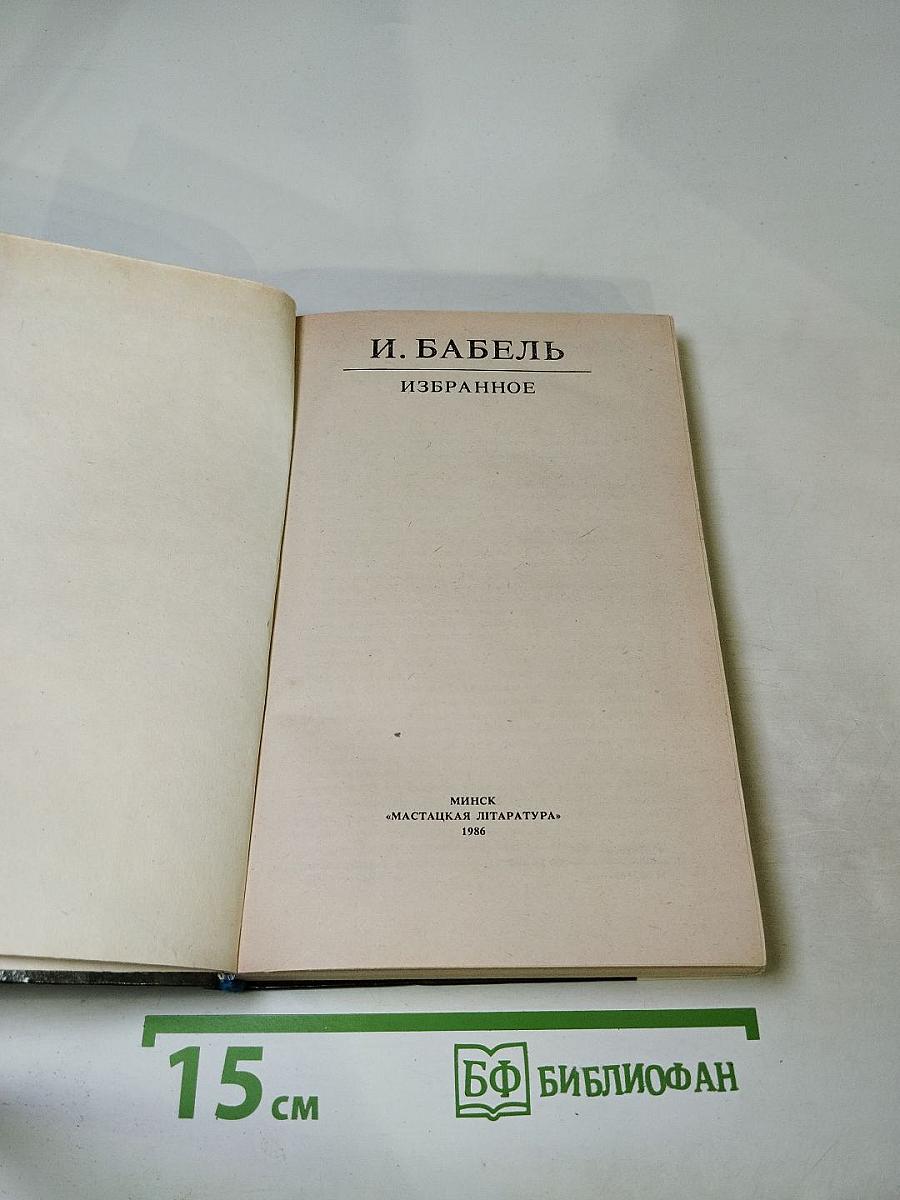 И. БАБЕЛЬ
ИЗБРАННОЕ
МИНСК
«МАСТАЦКАЯ ЛІТАРАТУРА»
1986
15 см
БФ БИБЛИОФАН